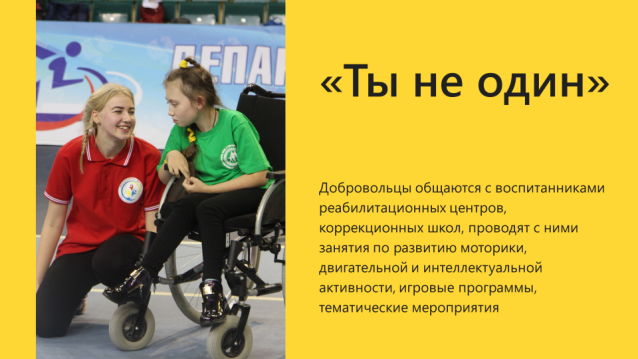 ДЕПАР
«Ты не один»
Добровольцы общаются с воспитанниками
реабилитационных центров,
коррекционных школ, проводят с ними
занятия по развитию моторики,
двигательной и интеллектуальной
активности, игровые программы,
тематические мероприятия